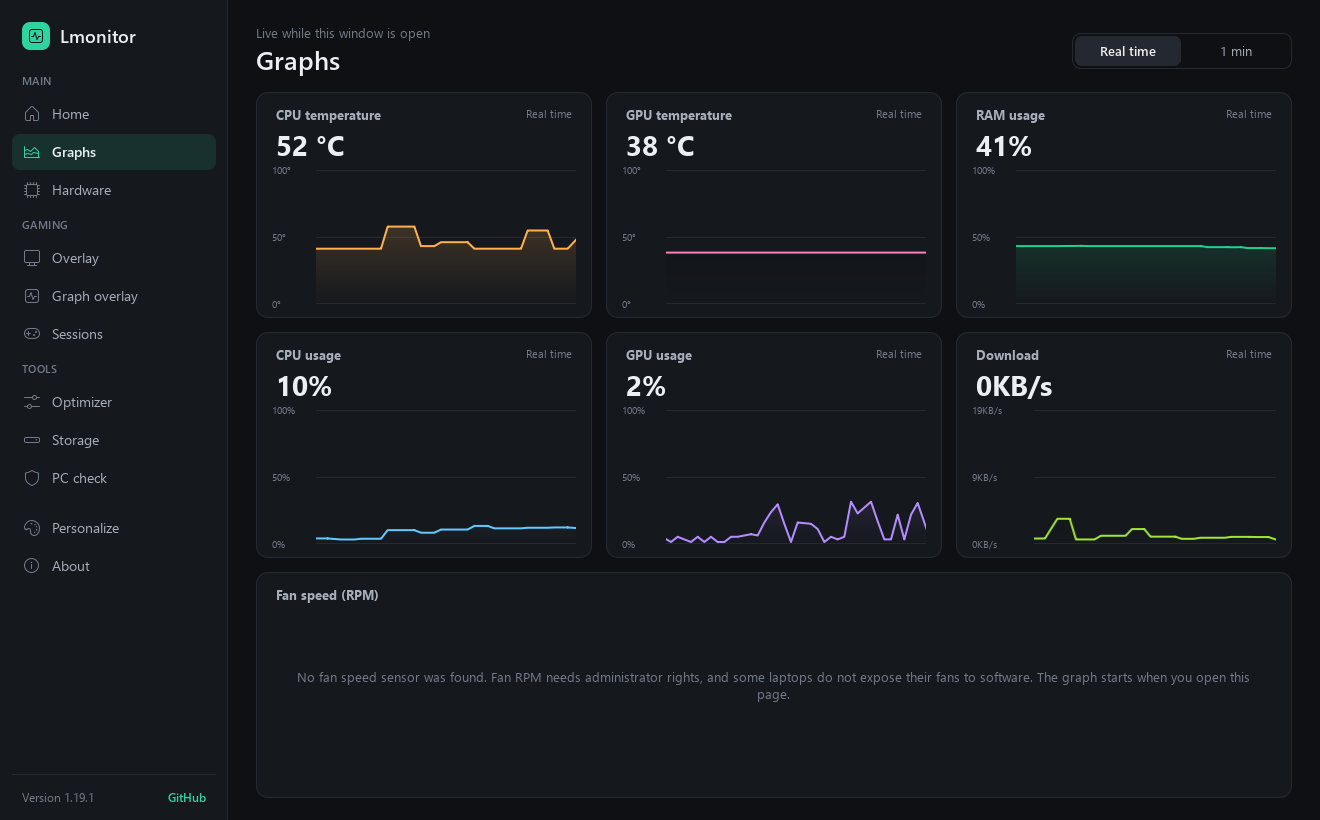 Lmonitor
MAIN
Home
Graphs
Hardware
GAMING
Overlay
Graph overlay
Sessions
TOOLS
Optimizer
Storage
PC check
Personalize
About
Version 1.19.1
GitHub
Live while this window is open
Graphs
Real time
1 min
CPU temperature
Real time
52 °C
100°
50°
0°
GPU temperature
Real time
38 °C
100°
50°
0°
RAM usage
Real time
41%
100%
50%
0%
CPU usage
Real time
10%
100%
50%
0%
GPU usage
Real time
2%
100%
50%
0%
Download
Real time
0KB/s
19KB/s
9KB/s
0KB/s
Fan speed (RPM)
No fan speed sensor was found. Fan RPM needs administrator rights, and some laptops do not expose their fans to software. The graph starts when you open this
page.